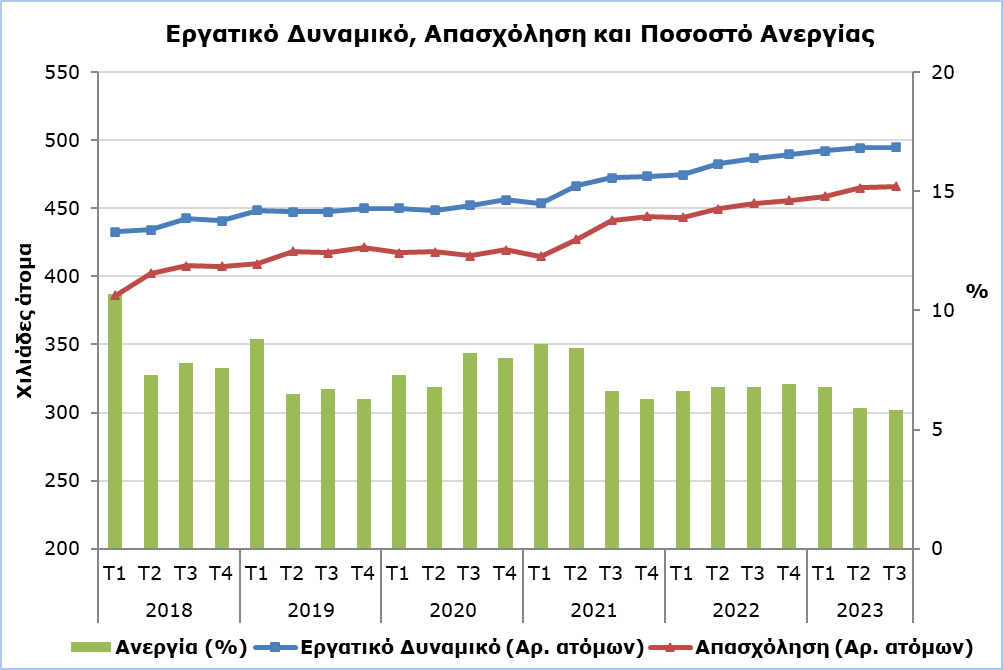 Εργατικό Δυναμικό, Απασχόληση και Ποσοστό Ανεργίας
550 20
500
15
450
400
Χιλιάδες άτομα
%
10
350
300
5
250
200 0
Τ1 Τ2 Τ3 Τ4 Τ1 Τ2 Τ3 Τ4 Τ1 Τ2 Τ3 Τ4 Τ1 Τ2 Τ3 Τ4 Τ1 Τ2 Τ3 Τ4 Τ1 Τ2 Τ3
2018 2019 2020 2021 2022 2023
Ανεργία (%) Εργατικό Δυναμικό (Αρ. ατόμων) Απασχόληση (Αρ. ατόμων)